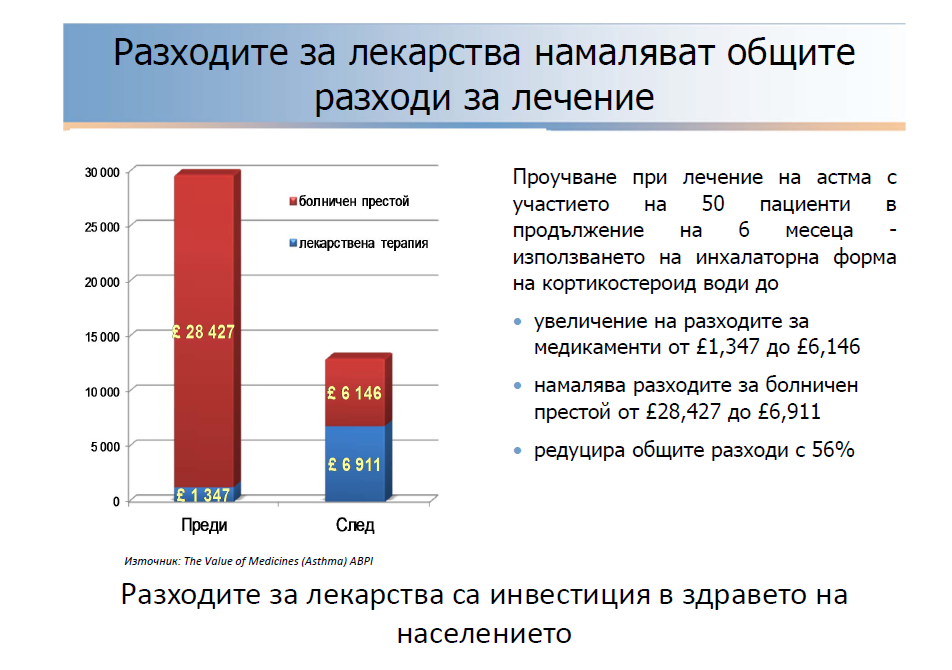 Разходите за лекарства намаляват общите
разходи за лечение
30 000
25 000
20 000
15 000
10 000
5 000
0
болничен престой
лекарствена терапия
£ 28 427
£ 1 347
£ 6 146
£ 6 911
Преди
След
Източник: The Value of Medicines (Asthma) ABPI
Проучване при лечение на астма с
участието на 50 пациенти в
продължение на 6 месеца -
използването на инхалаторна форма
на кортикостероид води до
• увеличение на разходите за
медикаменти от £1,347 до £6,146
• намалява разходите за болничен
престой от £28,427 до £6,911
• редуцира общите разходи с 56%
Разходите за лекарства са инвестиция в здравето на
населението